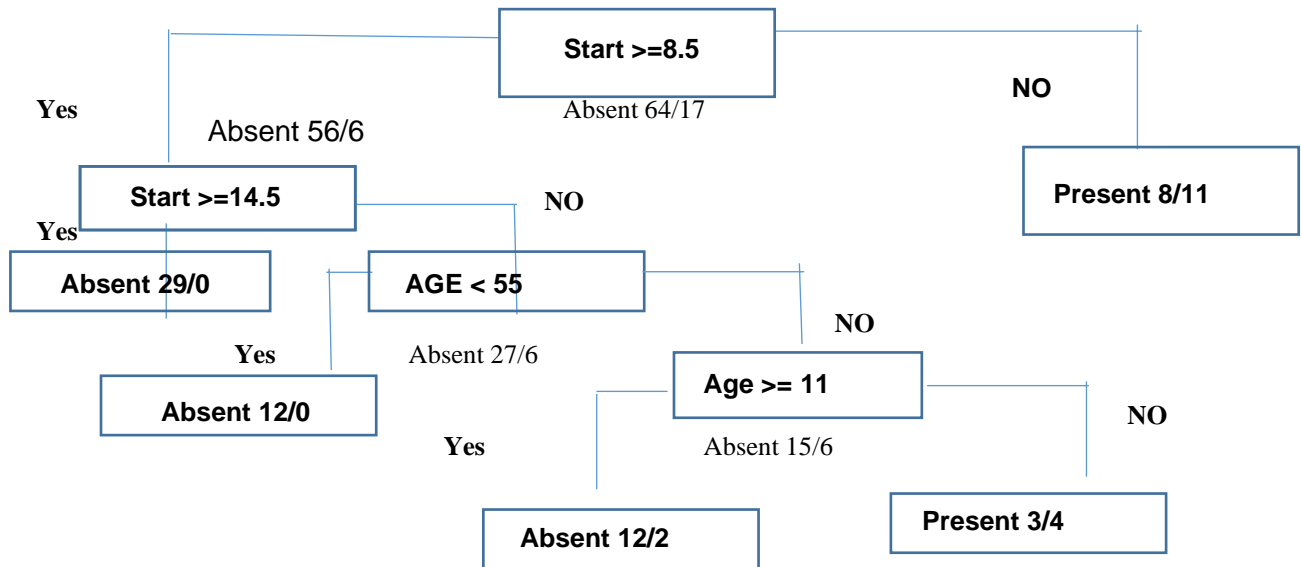 Start >=8.5
Yes
NO
Absent 64/17
Absent 56/6
Start >=14.5
NO
Present 8/11
Yes
Absent 29/0
AGE < 55
NO
Yes
Absent 27/6
Age >= 11
Absent 12/0
NO
Yes
Absent 15/6
Present 3/4
Absent 12/2